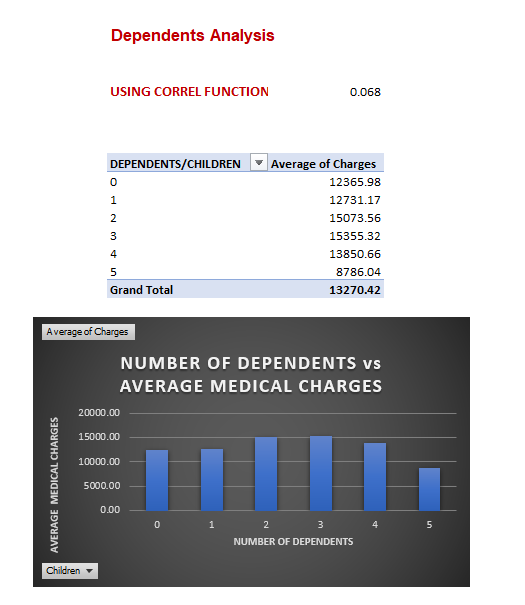 Dependents Analysis
USING CORREL FUNCTION 0.068
DEPENDENTS/CHILDREN Average of Charges
0 12365.98
1 12731.17
2 15073.56
3 15355.32
4 13850.66
5 8786.04
Grand Total 13270.42
Average of Charges
NUMBER OF DEPENDENTS vs
AVERAGE MEDICAL CHARGES
AVERAGE MEDICAL CHARGES
20000.00
15000.00
10000.00
5000.00
0.00
0 1 2 3 4 5
NUMBER OF DEPENDENTS
Children